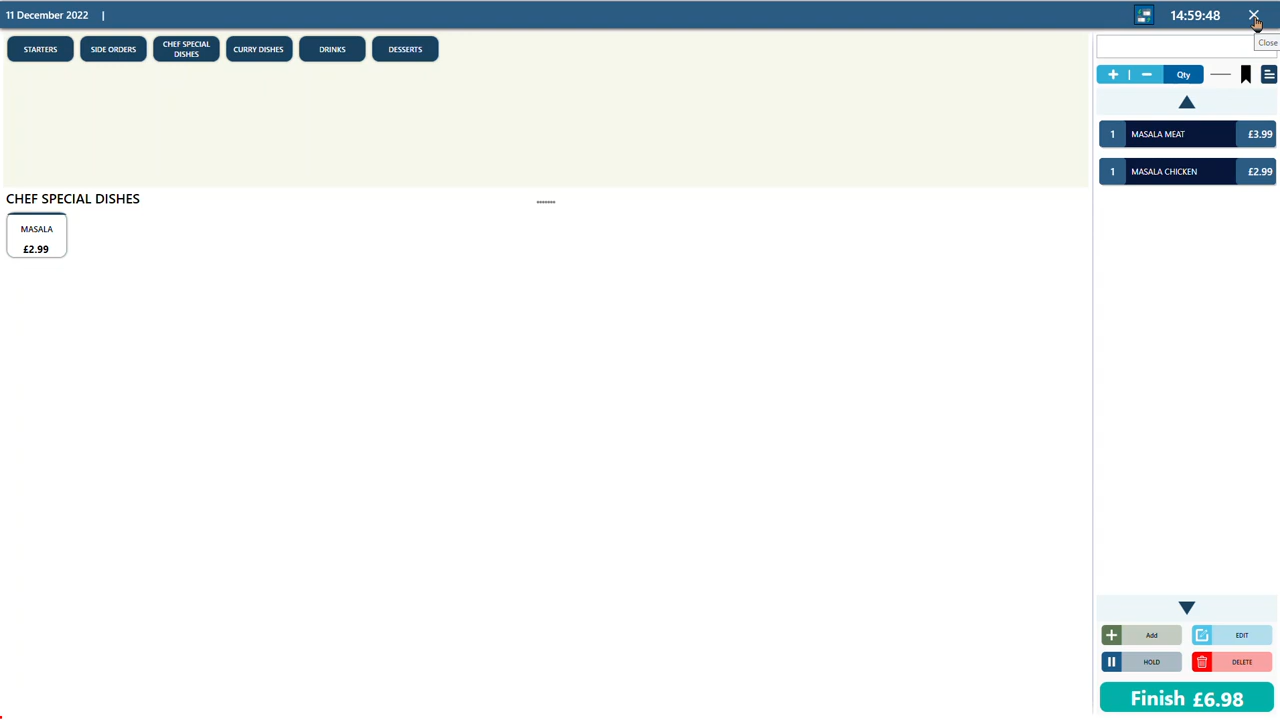 11 December 2022 |
14:59:48
Close
STARTERS
SIDE ORDERS
CHEF SPECIAL
DISHES
CURRY DISHES
DRINKS
DESSERTS
+ | − Qty
1 MASALA MEAT £3.99
1 MASALA CHICKEN £2.99
CHEF SPECIAL DISHES
MASALA
£2.99
Add
EDIT
HOLD
DELETE
Finish £6.98